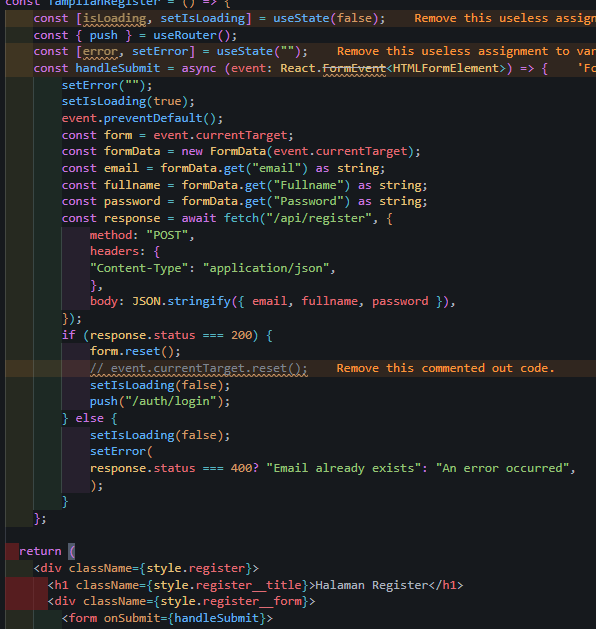 const TampilanRegister = () => {
const [isLoading, setIsLoading] = useState(false); Remove this useless assign
const { push } = useRouter();
const [error, setError] = useState(""); Remove this useless assignment to var
const handleSubmit = async (event: React.FormEvent<HTMLFormElement>) => { 'Fo
setError("");
setIsLoading(true);
event.preventDefault();
const form = event.currentTarget;
const formData = new FormData(event.currentTarget);
const email = formData.get("email") as string;
const fullname = formData.get("Fullname") as string;
const password = formData.get("Password") as string;
const response = await fetch("/api/register", {
method: "POST",
headers: {
"Content-Type": "application/json",
},
body: JSON.stringify({ email, fullname, password }),
});
if (response.status === 200) {
form.reset();
// event.currentTarget.reset(); Remove this commented out code.
setIsLoading(false);
push("/auth/login");
} else {
setIsLoading(false);
setError(
response.status === 400? "Email already exists": "An error occurred",
);
}
};
return (
<div className={style.register}>
<h1 className={style.register__title}>Halaman Register</h1>
<div className={style.register__form}>
<form onSubmit={handleSubmit}>